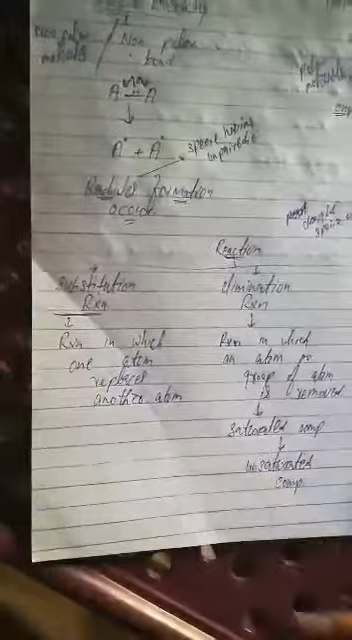 Non polar
Non polar
bond
A A
↓
A• + A•
specie having
unpaired e
Radical formation
occur
Reaction
substitution
Rxn
↓
Rxn in which
one atom
replaces
another atom
elimination
Rxn
↓
Rxn in which
an atom or
group of atom
is removed
↓
saturated comp
↓
unsaturated
comp